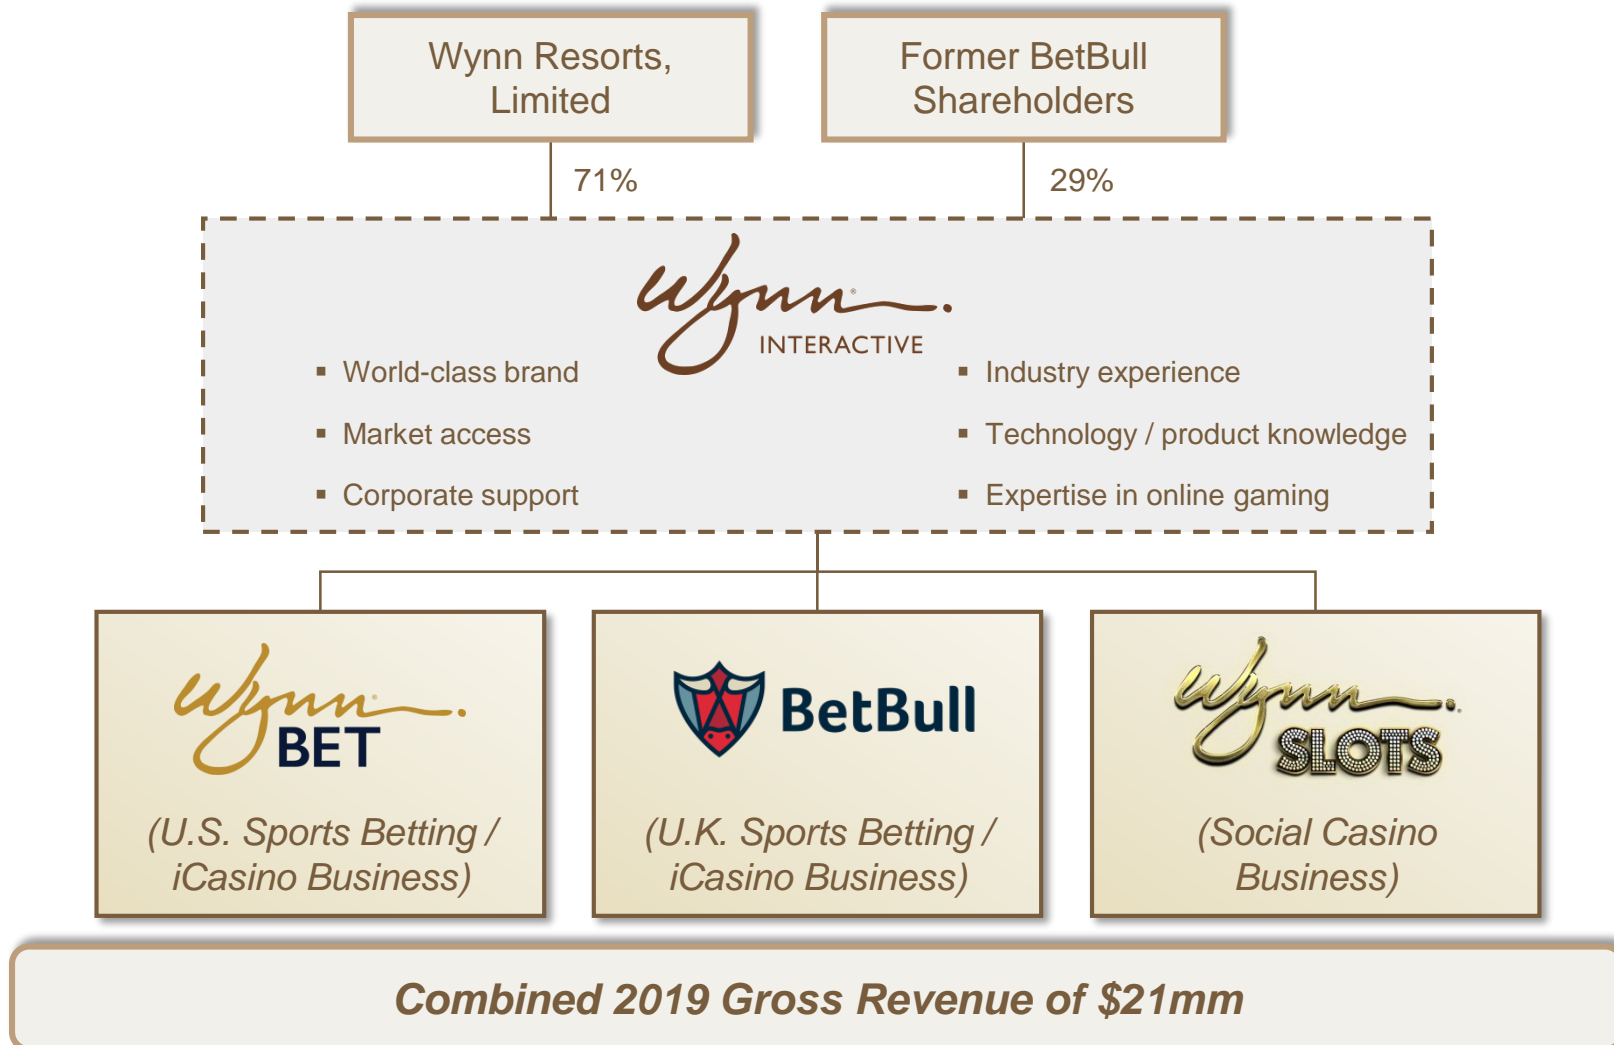 Wynn Resorts,
Limited
Former BetBull
Shareholders
71%
29%
Wynn®
INTERACTIVE
▪ World-class brand
▪ Market access
▪ Corporate support
▪ Industry experience
▪ Technology / product knowledge
▪ Expertise in online gaming
Wynn
BET
(U.S. Sports Betting /
iCasino Business)
BetBull
(U.K. Sports Betting /
iCasino Business)
Wynn
SLOTS
(Social Casino
Business)
Combined 2019 Gross Revenue of $21mm